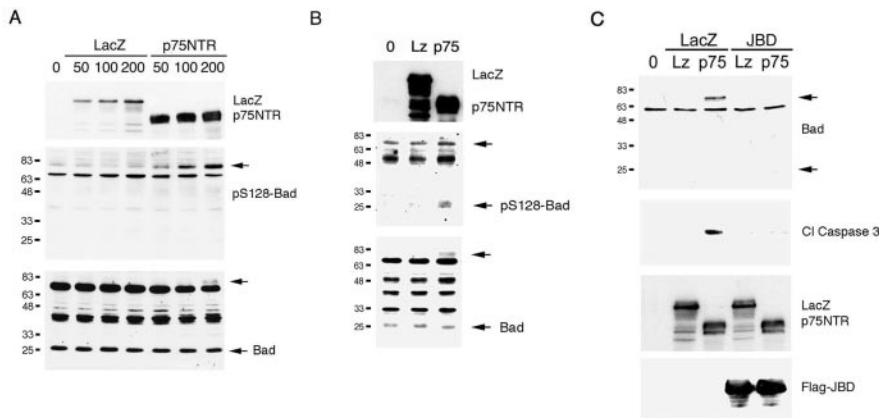 A
LacZ p75NTR
0 50 100 200 50 100 200
LacZ
p75NTR
83
63
48
33
25
pS128-Bad
83
63
48
33
25
Bad
B
0 Lz p75
LacZ
p75NTR
83
63
48
33
25
pS128-Bad
83
63
48
33
25
Bad
C
LacZ JBD
0 Lz p75 Lz p75
83
63
48
33
25
Bad
Cl Caspase 3
LacZ
p75NTR
Flag-JBD